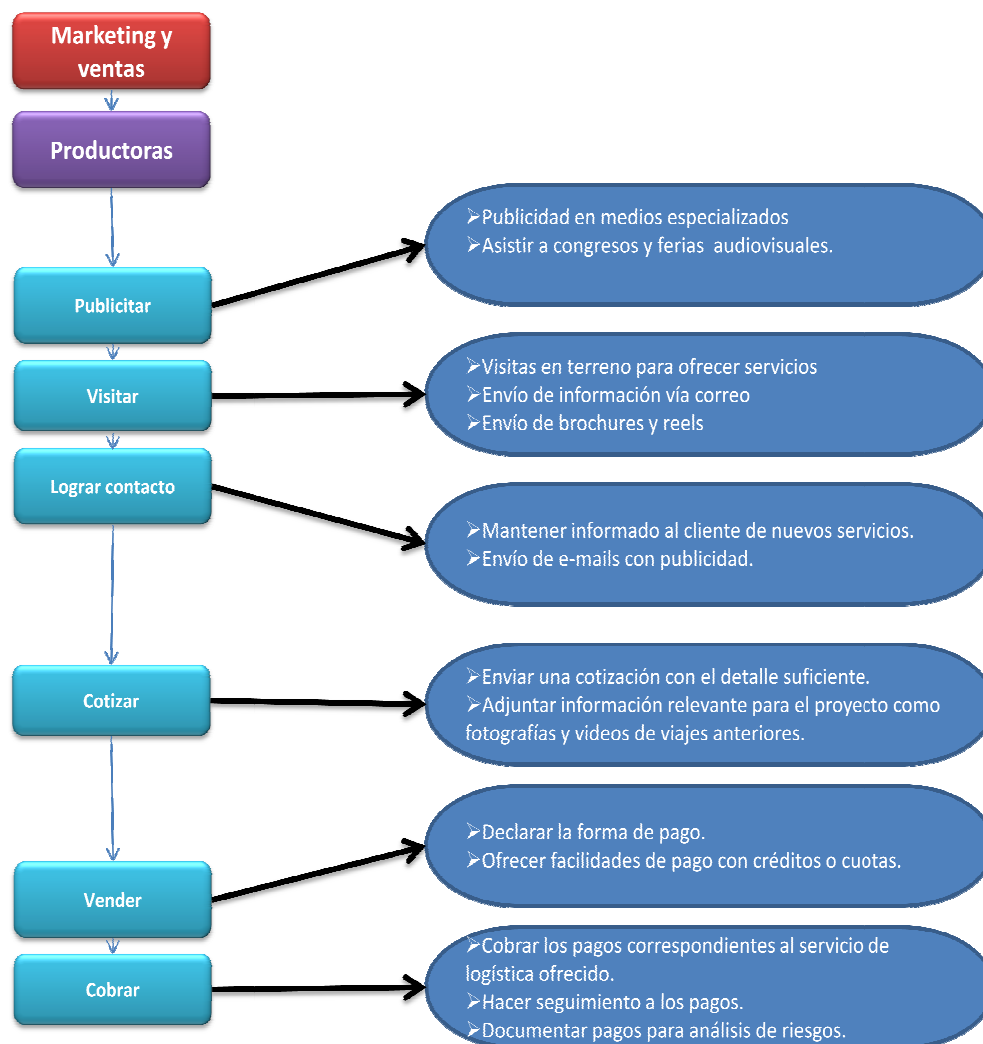 Marketing y
ventas
Productoras
Publicitar
➢Publicidad en medios especializados
➢Asistir a congresos y ferias audiovisuales.
Visitar
➢Visitas en terreno para ofrecer servicios
➢Envío de información vía correo
➢Envío de brochures y reels
Lograr contacto
➢Mantener informado al cliente de nuevos servicios.
➢Envío de e-mails con publicidad.
Cotizar
➢Enviar una cotización con el detalle suficiente.
➢Adjuntar información relevante para el proyecto como
fotografías y videos de viajes anteriores.
Vender
➢Declarar la forma de pago.
➢Ofrecer facilidades de pago con créditos o cuotas.
Cobrar
➢Cobrar los pagos correspondientes al servicio de
logística ofrecido.
➢Hacer seguimiento a los pagos.
➢Documentar pagos para análisis de riesgos.